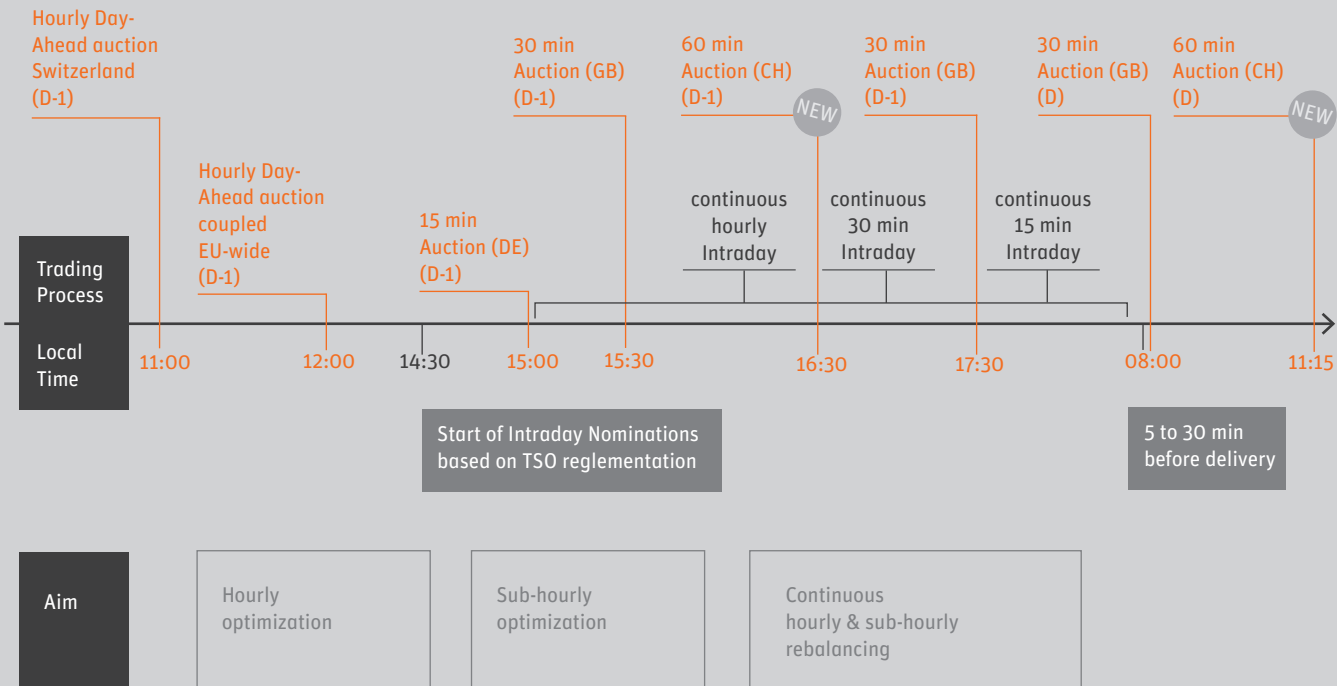 Hourly Day-
Ahead auction
Switzerland
(D-1)
Hourly Day-
Ahead auction
coupled
EU-wide
(D-1)
15 min
Auction (DE)
(D-1)
30 min
Auction (GB)
(D-1)
60 min
Auction (CH)
(D-1)
NEW
30 min
Auction (GB)
(D-1)
30 min
Auction (GB)
(D)
60 min
Auction (CH)
(D)
NEW
continuous
hourly
Intraday
continuous
30 min
Intraday
continuous
15 min
Intraday
Trading
Process
Local
Time
11:00
12:00
14:30
15:00
15:30
16:30
17:30
08:00
11:15
Start of Intraday Nominations
based on TSO reglementation
5 to 30 min
before delivery
Aim
Hourly
optimization
Sub-hourly
optimization
Continuous
hourly & sub-hourly
rebalancing